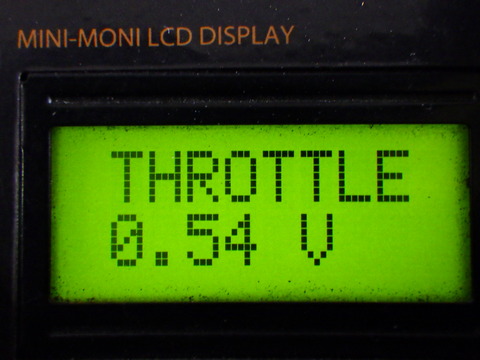 MINI-MONI LCD DISPLAY
THROTTLE
0.54 V